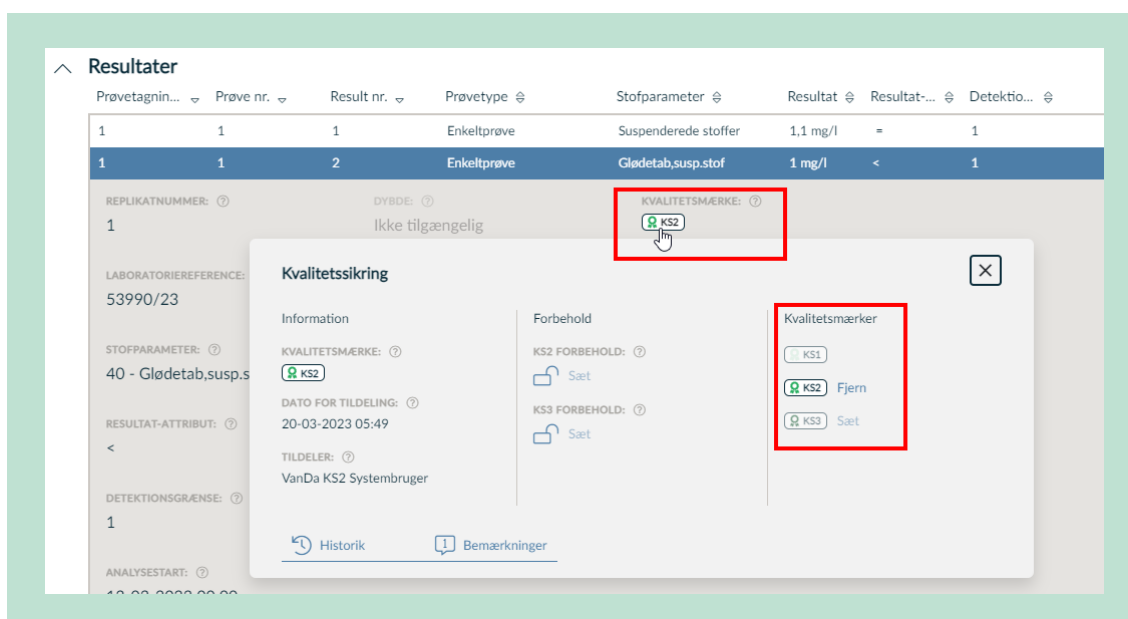 Resultater
Prøvetagnin... Prøve nr. Result nr. Prøvetype Stofparameter Resultat Resultat-... Detektio...
1 1 1 Enkeltprøve Suspenderede stoffer 1,1 mg/l = 1
1 1 2 Enkeltprøve Glødetab,susp.stof 1 mg/l < 1
REPLIKATNUMMER: DYBDE: KVALITETSMÆRKE:
1 Ikke tilgængelig KS2
LABORATORIEREFERENCE:
53990/23
STOFPARAMETER:
40 - Glødetab,susp.s
RESULTAT-ATTRIBUT:
<
DETEKTIONSGRÆNSE:
1
ANALYSESTART:
Kvalitetssikring
Information Forbehold Kvalitetsmærker
KVALITETSMÆRKE: KS2 FORBEHOLD: KS1
KS2 Sæt KS2 Fjern
DATO FOR TILDELING: KS3 FORBEHOLD: KS3 Sæt
20-03-2023 05:49 Sæt
TILDELER:
VanDa KS2 Systembruger
Historik 1 Bemærkninger